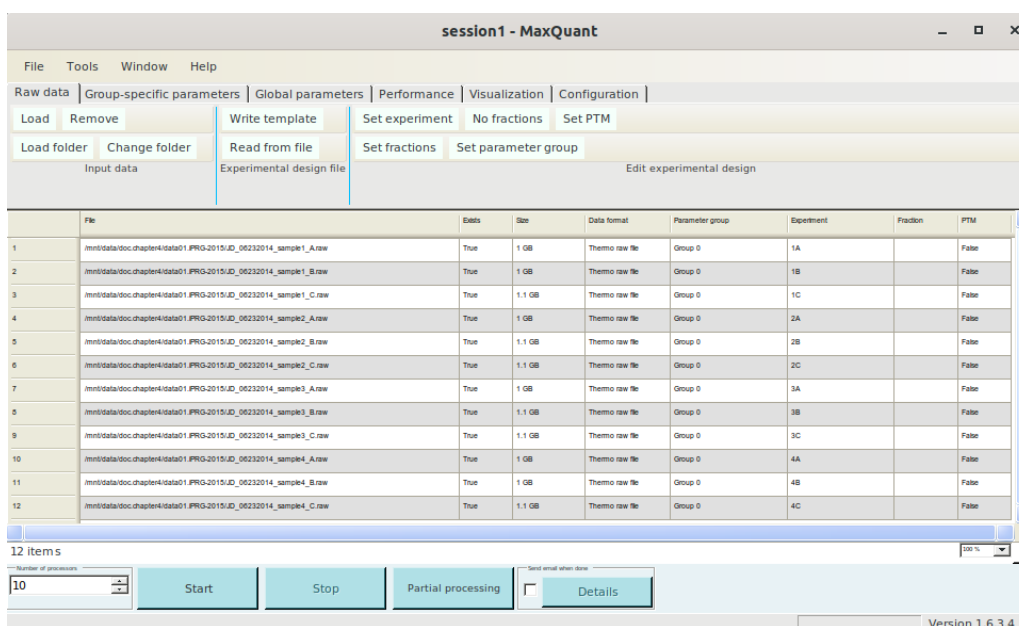 session1 - MaxQuant
File Tools Window Help
Raw data Group-specific parameters Global parameters Performance Visualization Configuration
Load Remove Write template Set experiment No fractions Set PTM
Load folder Change folder Read from file Set fractions Set parameter group
Input data Experimental design file Edit experimental design
File Exists Size Data format Parameter group Experiment Fraction PTM
1 /mnt/data/doc.chapter4/data01.iPRG-2015/JD_06232014_sample1_A.raw True 1 GB Thermo raw file Group 0 1A False
2 /mnt/data/doc.chapter4/data01.iPRG-2015/JD_06232014_sample1_B.raw True 1 GB Thermo raw file Group 0 1B False
3 /mnt/data/doc.chapter4/data01.iPRG-2015/JD_06232014_sample1_C.raw True 1.1 GB Thermo raw file Group 0 1C False
4 /mnt/data/doc.chapter4/data01.iPRG-2015/JD_06232014_sample2_A.raw True 1 GB Thermo raw file Group 0 2A False
5 /mnt/data/doc.chapter4/data01.iPRG-2015/JD_06232014_sample2_B.raw True 1.1 GB Thermo raw file Group 0 2B False
6 /mnt/data/doc.chapter4/data01.iPRG-2015/JD_06232014_sample2_C.raw True 1.1 GB Thermo raw file Group 0 2C False
7 /mnt/data/doc.chapter4/data01.iPRG-2015/JD_06232014_sample3_A.raw True 1 GB Thermo raw file Group 0 3A False
8 /mnt/data/doc.chapter4/data01.iPRG-2015/JD_06232014_sample3_B.raw True 1.1 GB Thermo raw file Group 0 3B False
9 /mnt/data/doc.chapter4/data01.iPRG-2015/JD_06232014_sample3_C.raw True 1.1 GB Thermo raw file Group 0 3C False
10 /mnt/data/doc.chapter4/data01.iPRG-2015/JD_06232014_sample4_A.raw True 1 GB Thermo raw file Group 0 4A False
11 /mnt/data/doc.chapter4/data01.iPRG-2015/JD_06232014_sample4_B.raw True 1 GB Thermo raw file Group 0 4B False
12 /mnt/data/doc.chapter4/data01.iPRG-2015/JD_06232014_sample4_C.raw True 1.1 GB Thermo raw file Group 0 4C False
12 items 100 %
Number of processors Send email when done
10 Start Stop Partial processing Details
Version 1.6.3.4